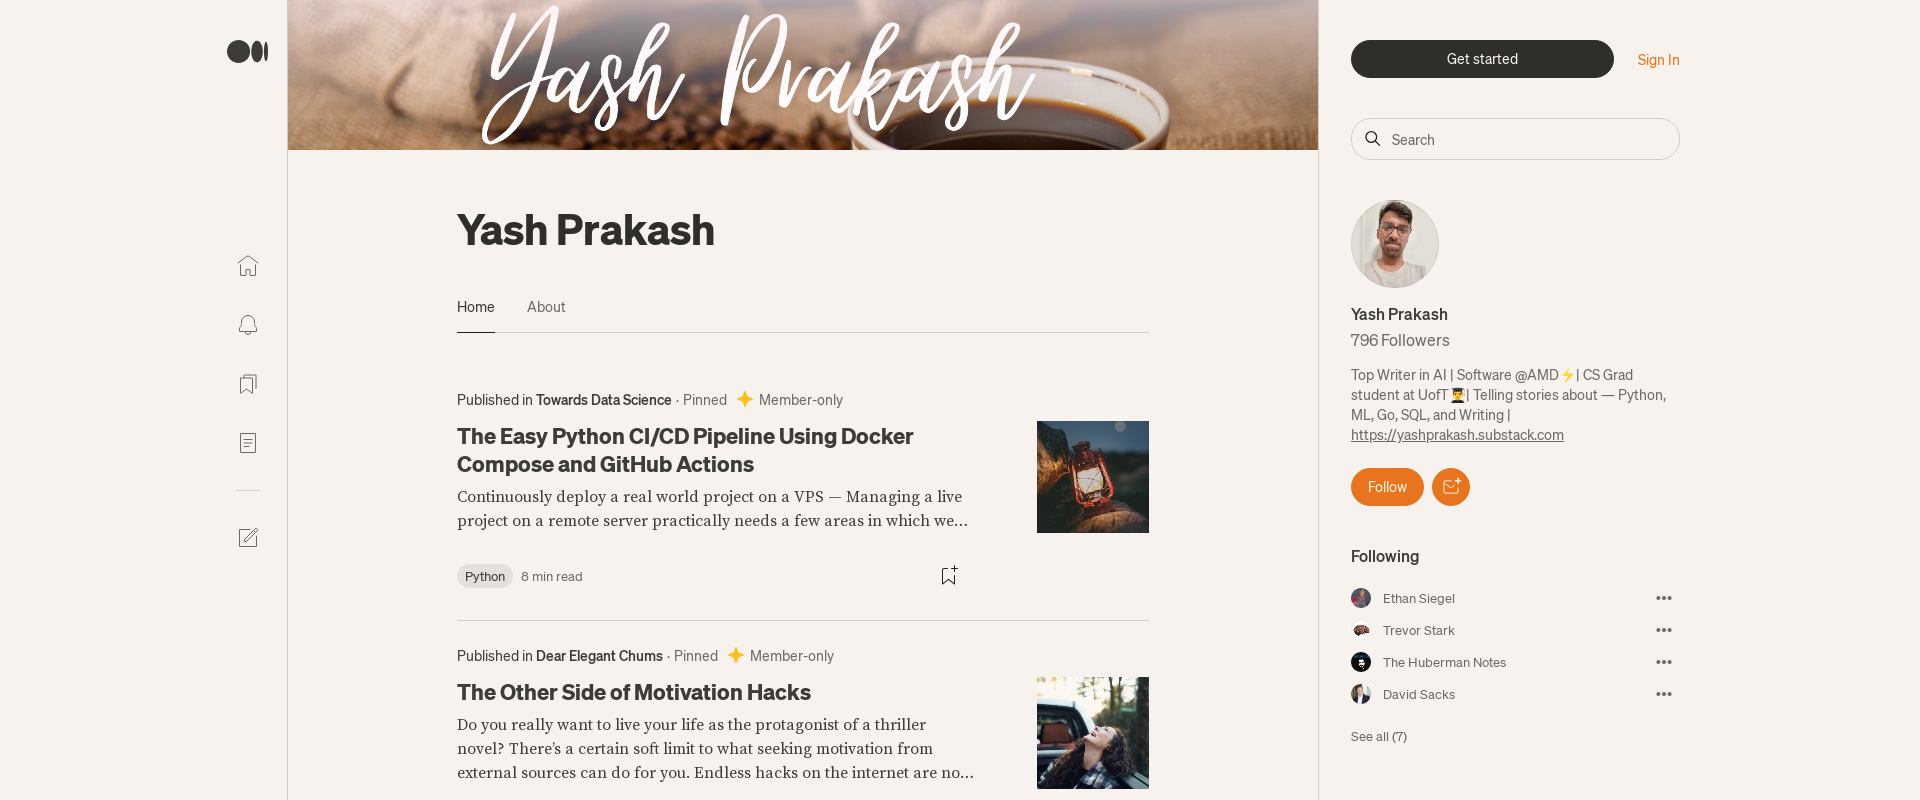 Yash Prakash
Yash Prakash
Home
About
Published in Towards Data Science · Pinned
Member-only
The Easy Python CI/CD Pipeline Using Docker
Compose and GitHub Actions
Continuously deploy a real world project on a VPS — Managing a live
project on a remote server practically needs a few areas in which we…
Python
8 min read
Published in Dear Elegant Chums · Pinned
Member-only
The Other Side of Motivation Hacks
Do you really want to live your life as the protagonist of a thriller
novel? There’s a certain soft limit to what seeking motivation from
external sources can do for you. Endless hacks on the internet are no…
Get started
Sign In
Search
Yash Prakash
796 Followers
Top Writer in AI | Software @AMD⚡| CS Grad
student at UofT👨‍🎓| Telling stories about — Python,
ML, Go, SQL, and Writing |
https://yashprakash.substack.com
Follow
Following
Ethan Siegel
Trevor Stark
The Huberman Notes
David Sacks
See all (7)